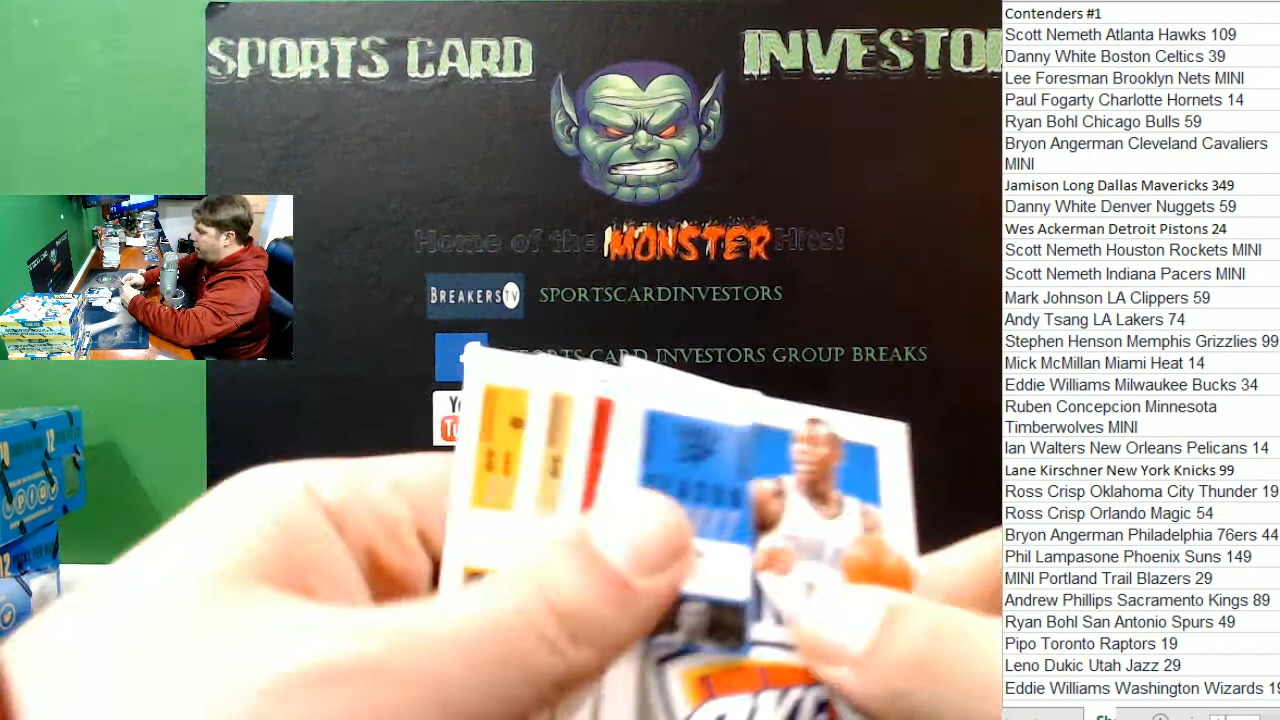 SPORTS CARD INVESTO
Home of the MONSTER Hits!
BREAKERS TV SPORTSCARDINVESTORS
SPORTS CARD INVESTORS GROUP BREAKS
Contenders #1
Scott Nemeth Atlanta Hawks 109
Danny White Boston Celtics 39
Lee Foresman Brooklyn Nets MINI
Paul Fogarty Charlotte Hornets 14
Ryan Bohl Chicago Bulls 59
Bryon Angerman Cleveland Cavaliers
MINI
Jamison Long Dallas Mavericks 349
Danny White Denver Nuggets 59
Wes Ackerman Detroit Pistons 24
Scott Nemeth Houston Rockets MINI
Scott Nemeth Indiana Pacers MINI
Mark Johnson LA Clippers 59
Andy Tsang LA Lakers 74
Stephen Henson Memphis Grizzlies 99
Mick McMillan Miami Heat 14
Eddie Williams Milwaukee Bucks 34
Ruben Concepcion Minnesota
Timberwolves MINI
Ian Walters New Orleans Pelicans 14
Lane Kirschner New York Knicks 99
Ross Crisp Oklahoma City Thunder 19
Ross Crisp Orlando Magic 54
Bryon Angerman Philadelphia 76ers 44
Phil Lampasone Phoenix Suns 149
MINI Portland Trail Blazers 29
Andrew Phillips Sacramento Kings 89
Ryan Bohl San Antonio Spurs 49
Pipo Toronto Raptors 19
Leno Dukic Utah Jazz 29
Eddie Williams Washington Wizards 19